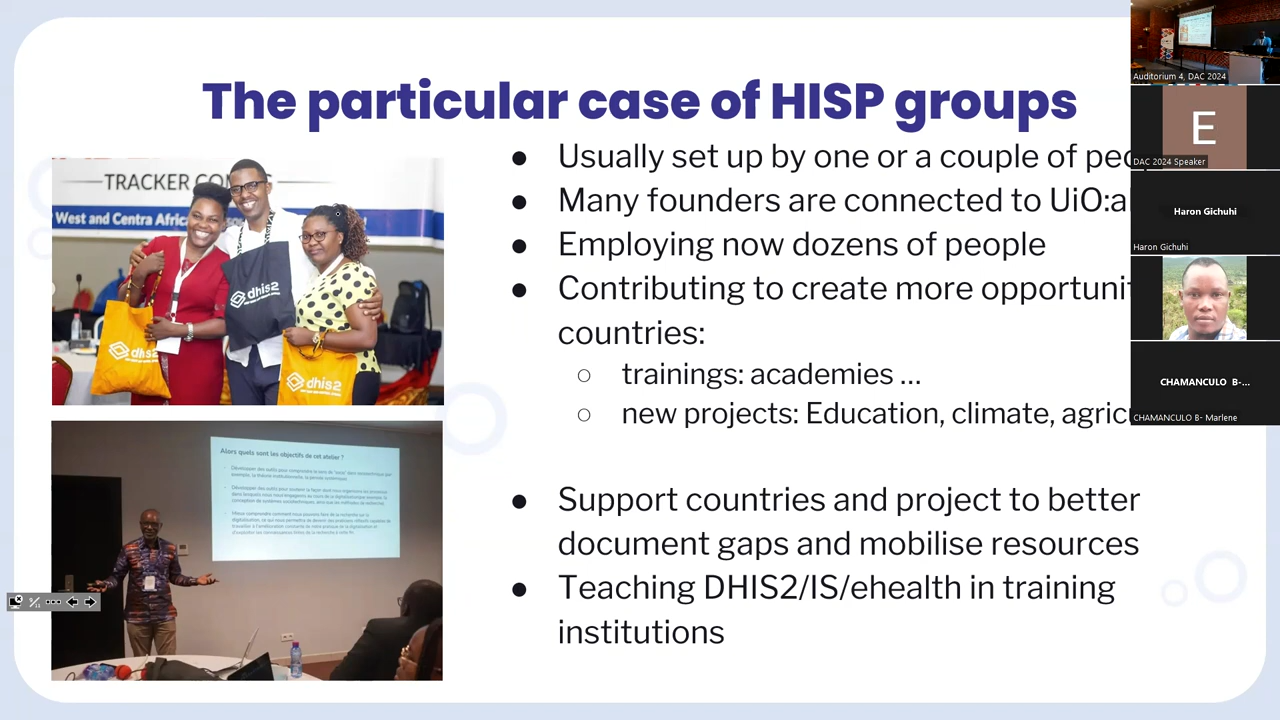 The particular case of HISP groups
TRACKER CO
West and Centra Africa
dhis2
dhis2
dhis2
Alors quels sont les objectifs de cet atelier ?
● Usually set up by one or a couple of
● Many founders are connected to UiO:
● Employing now dozens of people
● Contributing to create more
countries:
○ trainings: academies ...
○ new projects: Education, climate,
● Support countries and project to better
document gaps and mobilise resources
● Teaching DHIS2/IS/ehealth in training
institutions
Auditorium 4, DAC 2024
E
DAC 2024 Speaker
Haron Gichuhi
Haron Gichuhi
CHAMANCULO B-...
CHAMANCULO B- Marlene